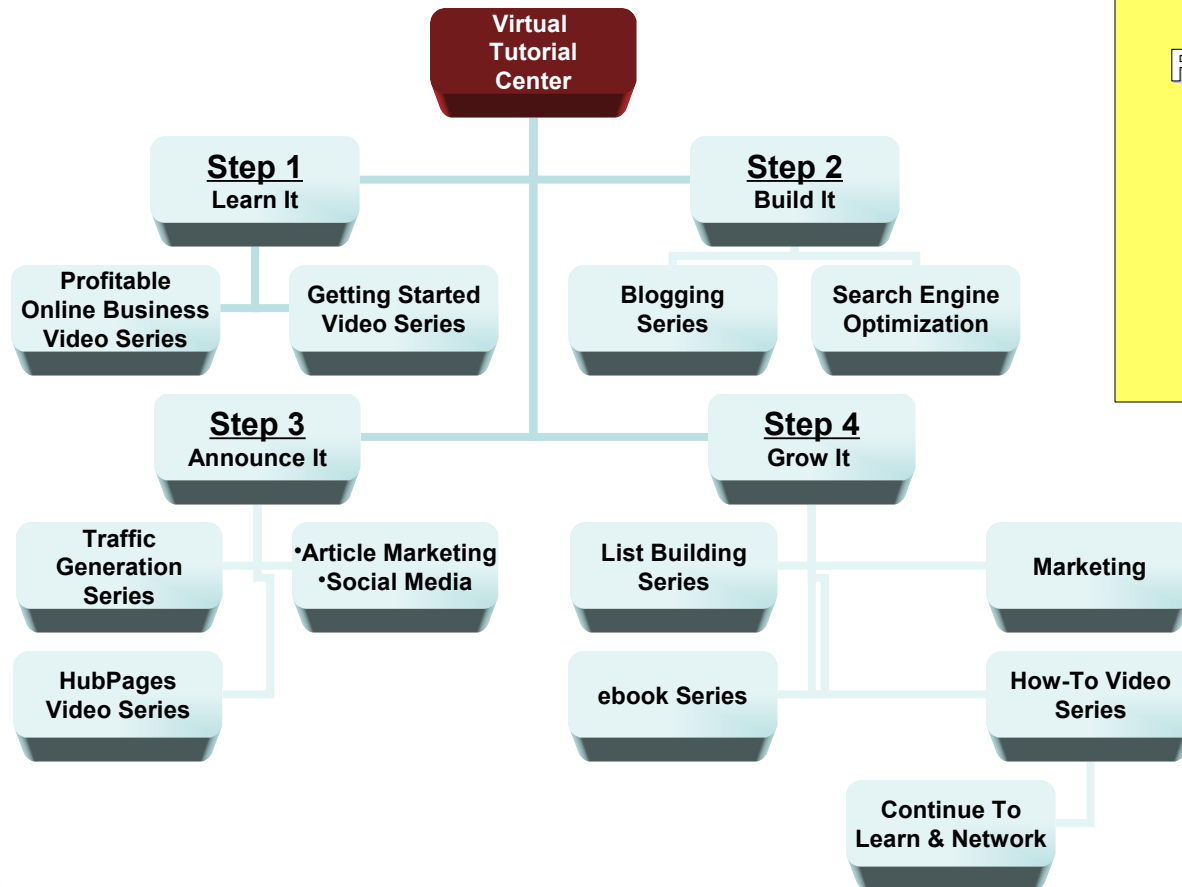 Virtual
Tutorial
Center
Step 1
Learn It
Step 2
Build It
Profitable
Online Business
Video Series
Getting Started
Video Series
Blogging
Series
Search Engine
Optimization
Step 3
Announce It
Step 4
Grow It
Traffic
Generation
Series
•Article Marketing
•Social Media
List Building
Series
Marketing
HubPages
Video Series
ebook Series
How-To Video
Series
Continue To
Learn & Network